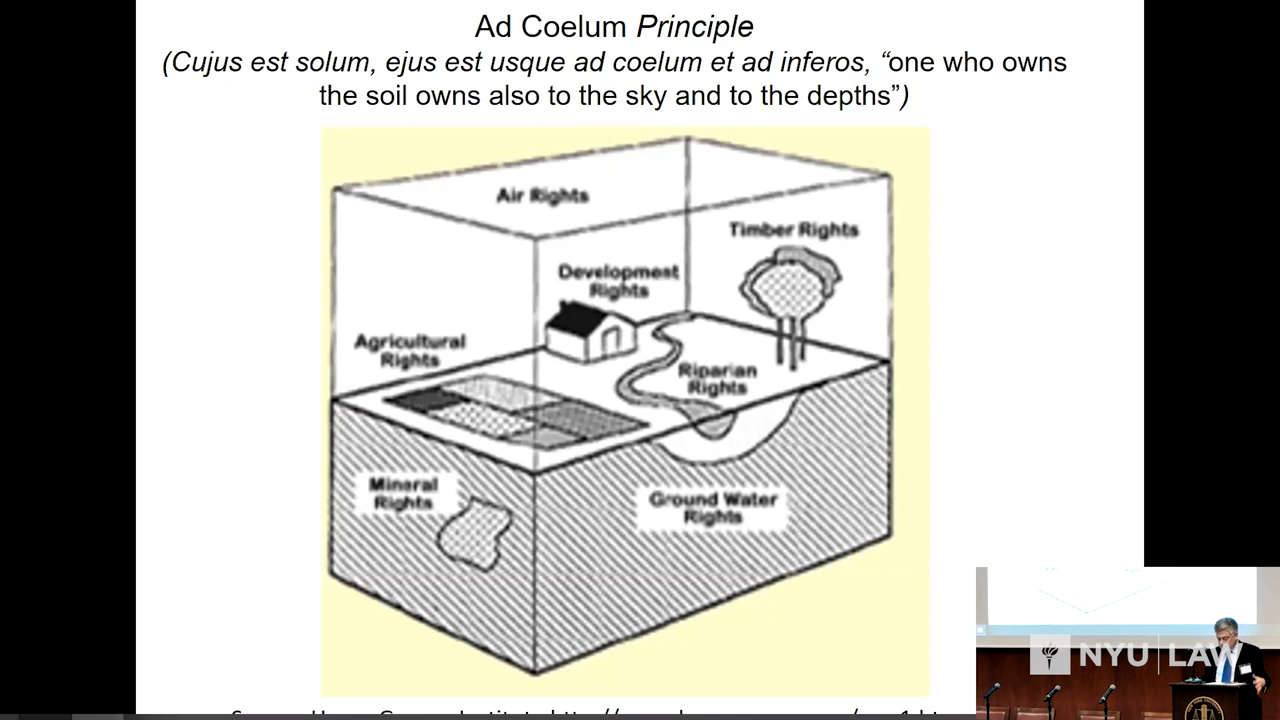 Ad Coelum Principle
(Cujus est solum, ejus est usque ad coelum et ad inferos, “one who owns
the soil owns also to the sky and to the depths”)
Air Rights
Timber Rights
Development
Rights
Agricultural
Rights
Riparian
Rights
Mineral
Rights
Ground Water
Rights
NYU LAW